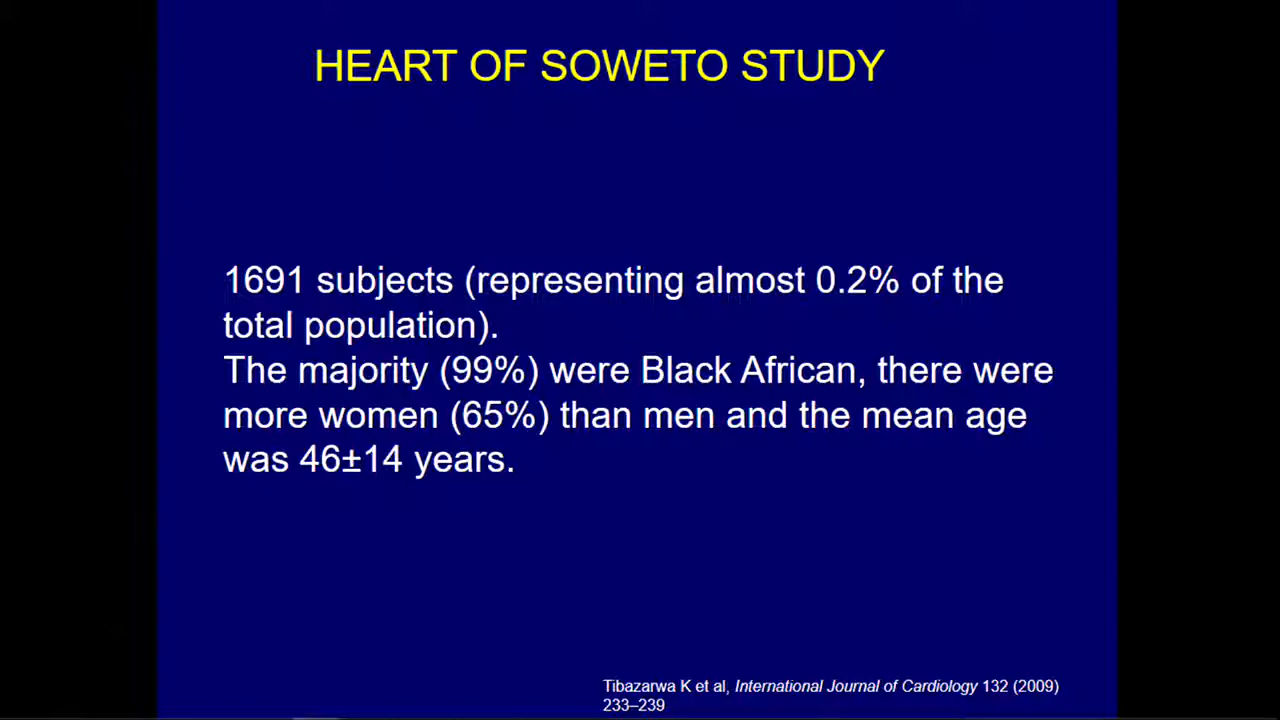 HEART OF SOWETO STUDY
1691 subjects (representing almost 0.2% of the
total population).
The majority (99%) were Black African, there were
more women (65%) than men and the mean age
was 46±14 years.
Tibazarwa K et al, International Journal of Cardiology 132 (2009)
233–239